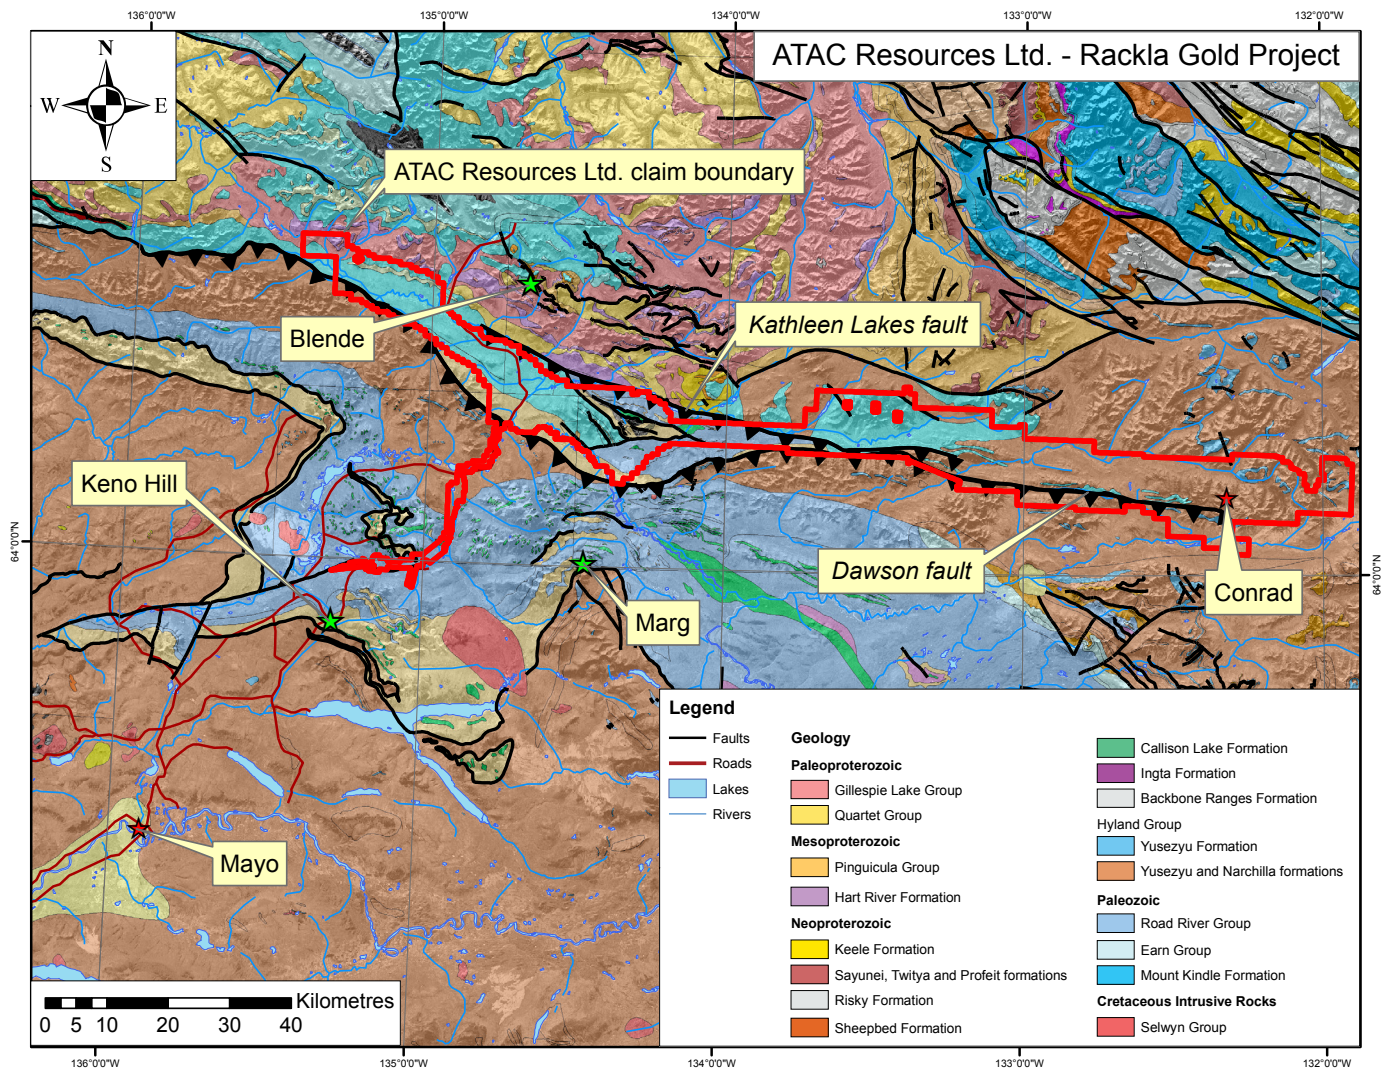 136°0'0"W
135°0'0"W
134°0'0"W
133°0'0"W
132°0'0"W
ATAC Resources Ltd. - Rackla Gold Project
N
W
E
S
ATAC Resources Ltd. claim boundary
Blende
Kathleen Lakes fault
Keno Hill
64°0'0"N
64°0'0"N
Dawson fault
Conrad
Marg
Mayo
Legend
Faults
Roads
Lakes
Rivers
Geology
Paleoproterozoic
Gillespie Lake Group
Quartet Group
Mesoproterozoic
Pinguicula Group
Hart River Formation
Neoproterozoic
Keele Formation
Sayunei, Twitya and Profeit formations
Risky Formation
Sheepbed Formation
Callison Lake Formation
Ingta Formation
Backbone Ranges Formation
Hyland Group
Yusezyu Formation
Yusezyu and Narchilla formations
Paleozoic
Road River Group
Earn Group
Mount Kindle Formation
Cretaceous Intrusive Rocks
Selwyn Group
Kilometres
0 5 10 20 30 40
136°0'0"W
135°0'0"W
134°0'0"W
133°0'0"W
132°0'0"W